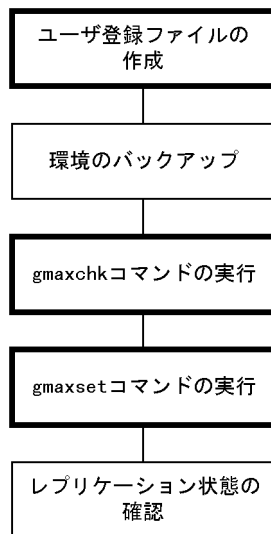 ユーザ登録ファイルの
作成
環境のバックアップ
gmaxchkコマンドの実行
gmaxsetコマンドの実行
レプリケーション状態の
確認